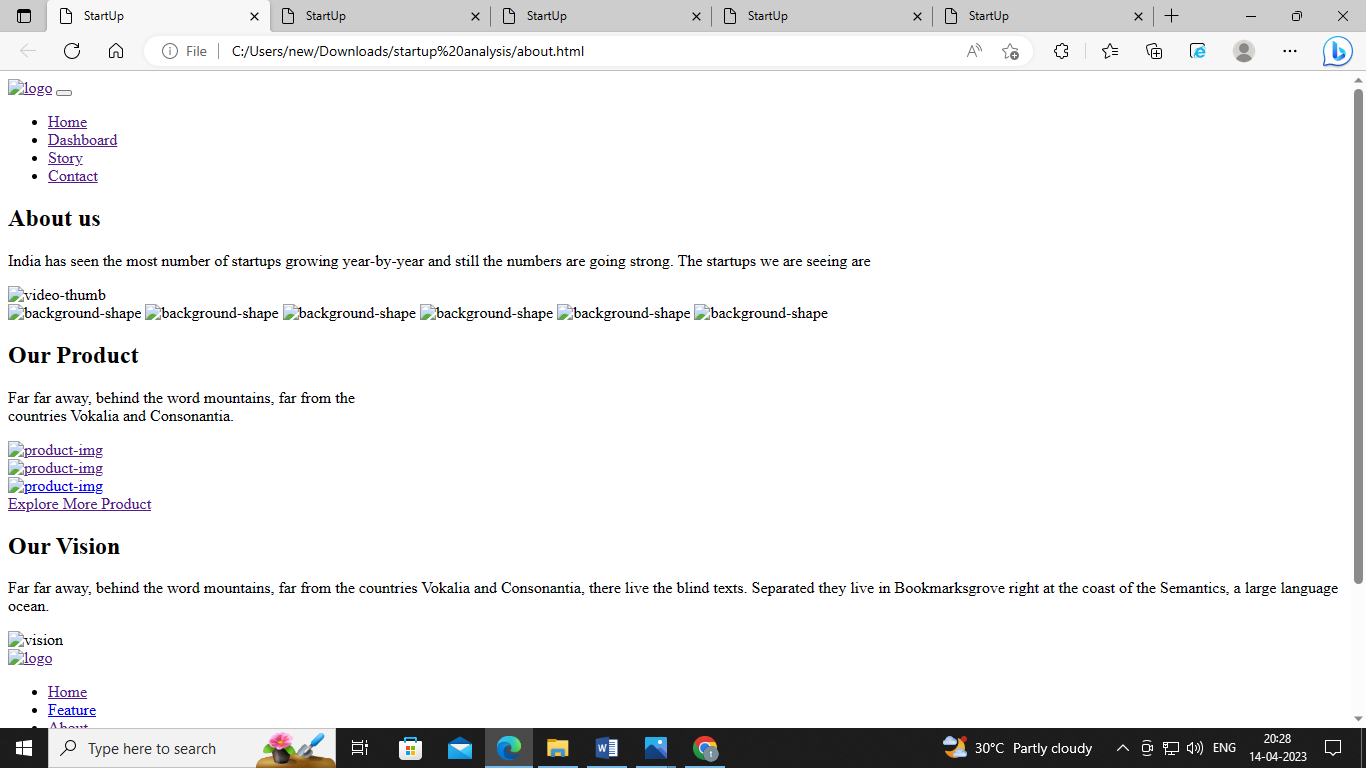 StartUp
StartUp
StartUp
StartUp
StartUp
File
C:/Users/new/Downloads/startup%20analysis/about.html
logo
Home
Dashboard
Story
Contact
About us
India has seen the most number of startups growing year-by-year and still the numbers are going strong. The startups we are seeing are
video-thumb
background-shape background-shape background-shape background-shape background-shape background-shape
Our Product
Far far away, behind the word mountains, far from the
countries Vokalia and Consonantia.
product-img
product-img
product-img
Explore More Product
Our Vision
Far far away, behind the word mountains, far from the countries Vokalia and Consonantia, there live the blind texts. Separated they live in Bookmarksgrove right at the coast of the Semantics, a large language
ocean.
vision
logo
Home
Feature
About
Type here to search
30°C Partly cloudy
ENG
20:28
14-04-2023